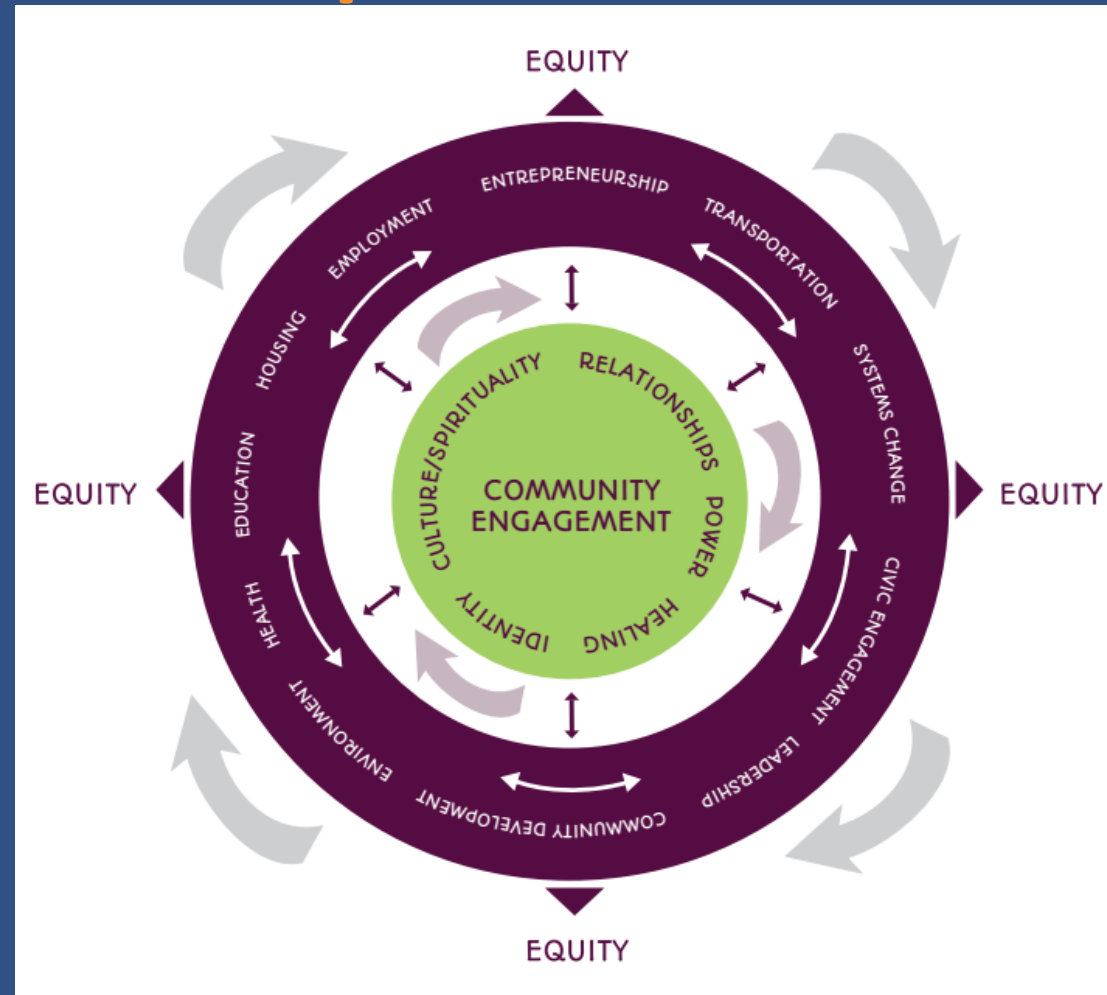 EQUITY
ENTREPRENEURSHIP
TRANSPORTATION
SYSTEMS CHANGE
CIVIC ENGAGEMENT
LEADERSHIP
COMMUNITY DEVELOPMENT
ENVIRONMENT
HEALTH
EDUCATION
HOUSING
EMPLOYMENT
EQUITY
EQUITY
CULTURE/SPIRITUALITY
RELATIONSHIPS
POWER
HEALING
IDENTITY
COMMUNITY
ENGAGEMENT
EQUITY